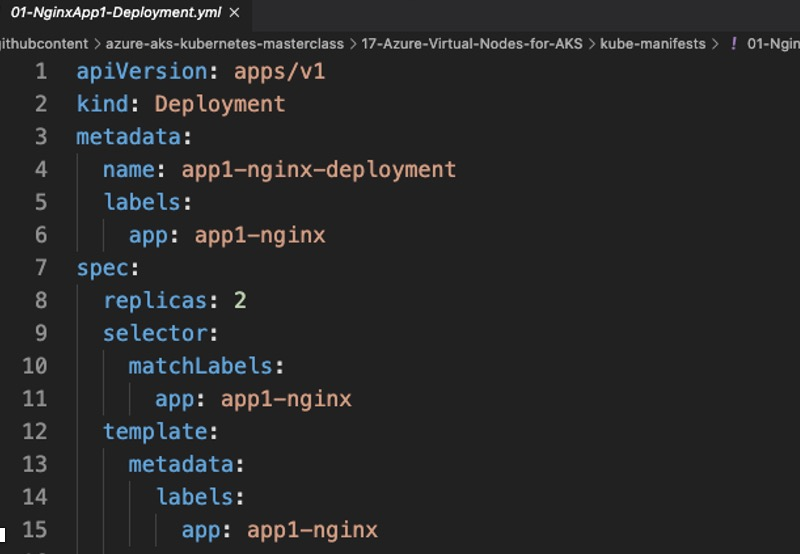 01-NginxApp1-Deployment.yml ×
githubcontent > azure-aks-kubernetes-masterclass > 17-Azure-Virtual-Nodes-for-AKS > kube-manifests > ! 01-Ngin
1 apiVersion: apps/v1
2 kind: Deployment
3 metadata:
4   name: app1-nginx-deployment
5   labels:
6     app: app1-nginx
7 spec:
8   replicas: 2
9   selector:
10     matchLabels:
11       app: app1-nginx
12   template:
13     metadata:
14       labels:
15         app: app1-nginx